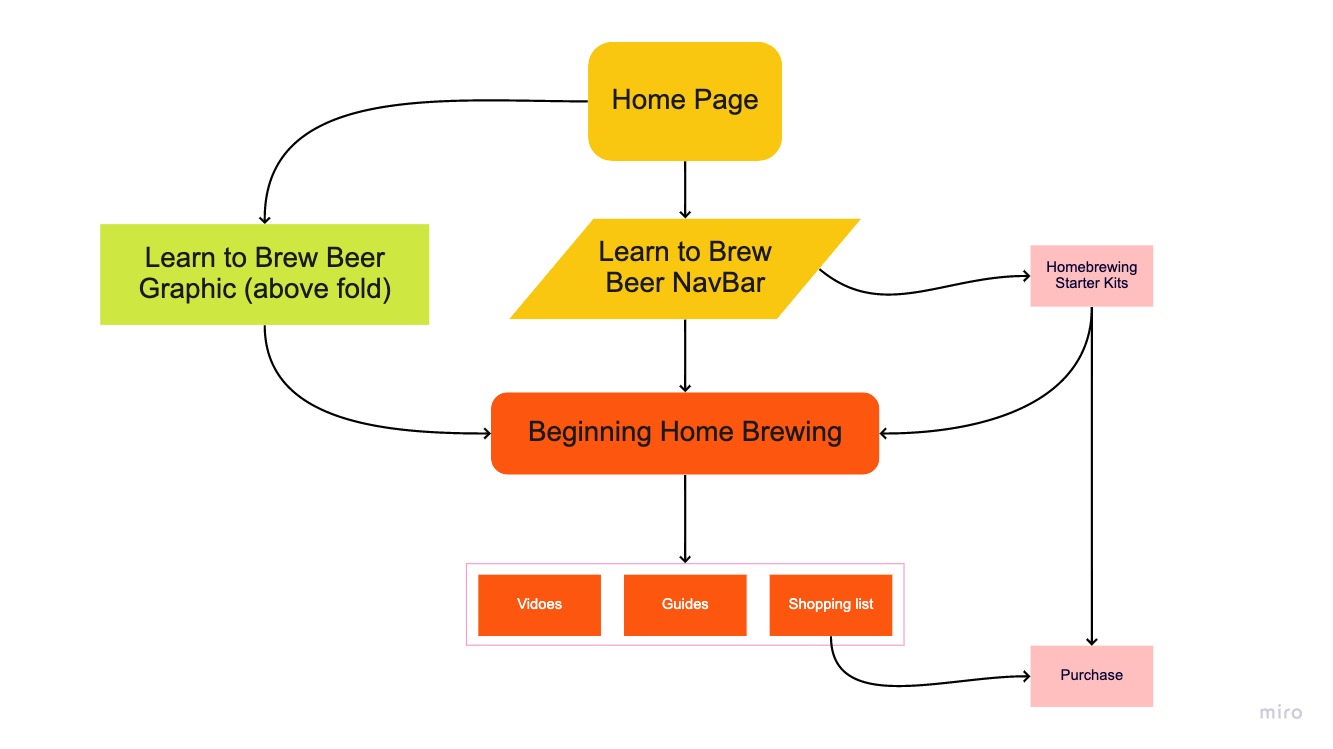 Home Page
Learn to Brew Beer
Graphic (above fold)
Learn to Brew
Beer NavBar
Homebrewing
Starter Kits
Beginning Home Brewing
Vidoes
Guides
Shopping list
Purchase
miro